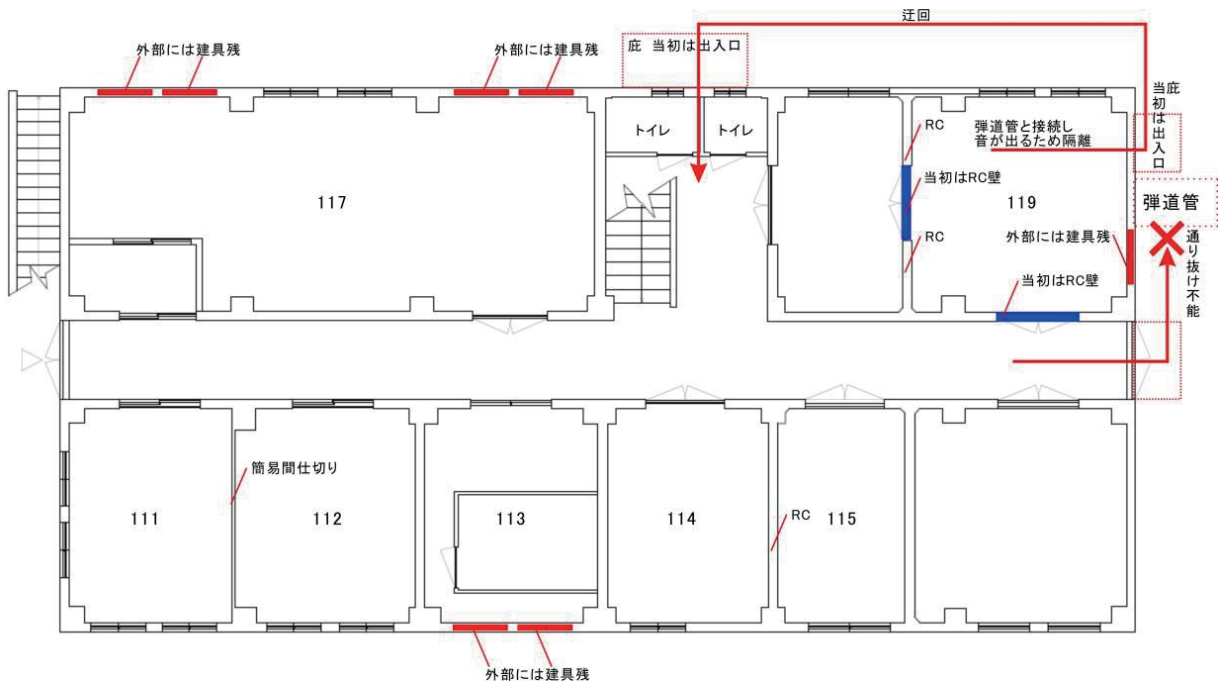 迂回
外部には建具残
外部には建具残
庇 当初は出入口
庇
当初は出入口
トイレ
トイレ
RC
弾道管と接続し
音が出るため隔離
当初はRC壁
117
119
弾道管
RC
外部には建具残
通り抜け不能
当初はRC壁
簡易間仕切り
111
112
113
114
RC
115
外部には建具残